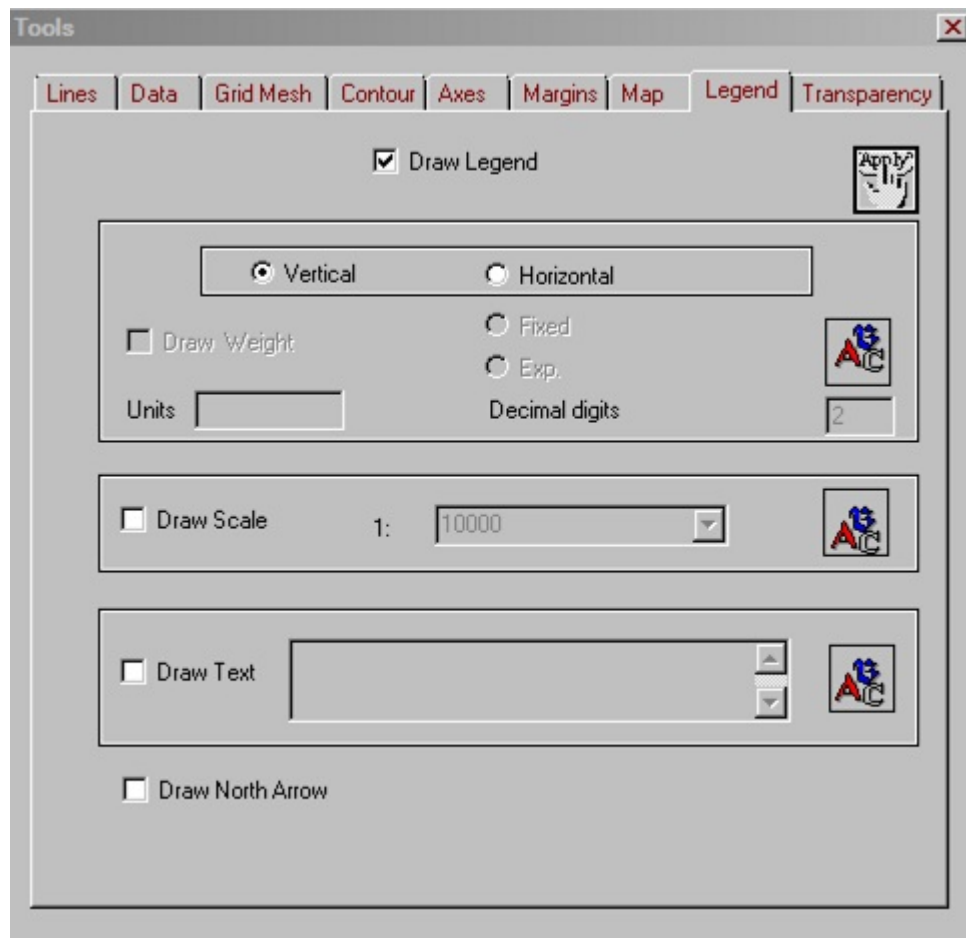 Tools
Lines Data Grid Mesh Contour Axes Margins Map Legend Transparency
Draw Legend
Apply
Vertical Horizontal
Draw Weight Fixed
Exp.
Units Decimal digits 2
Draw Scale 1: 10000
Draw Text
Draw North Arrow